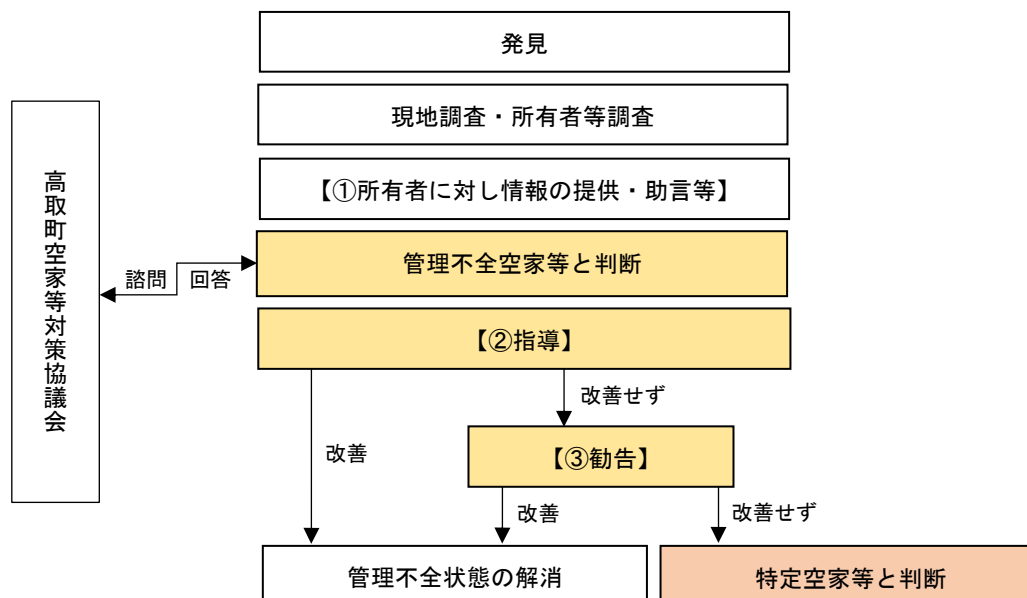 発見
現地調査・所有者等調査
【①所有者に対し情報の提供・助言等】
高取町空家等対策協議会
諮問
回答
管理不全空家等と判断
【②指導】
改善せず
改善
【③勧告】
改善
改善せず
管理不全状態の解消
特定空家等と判断